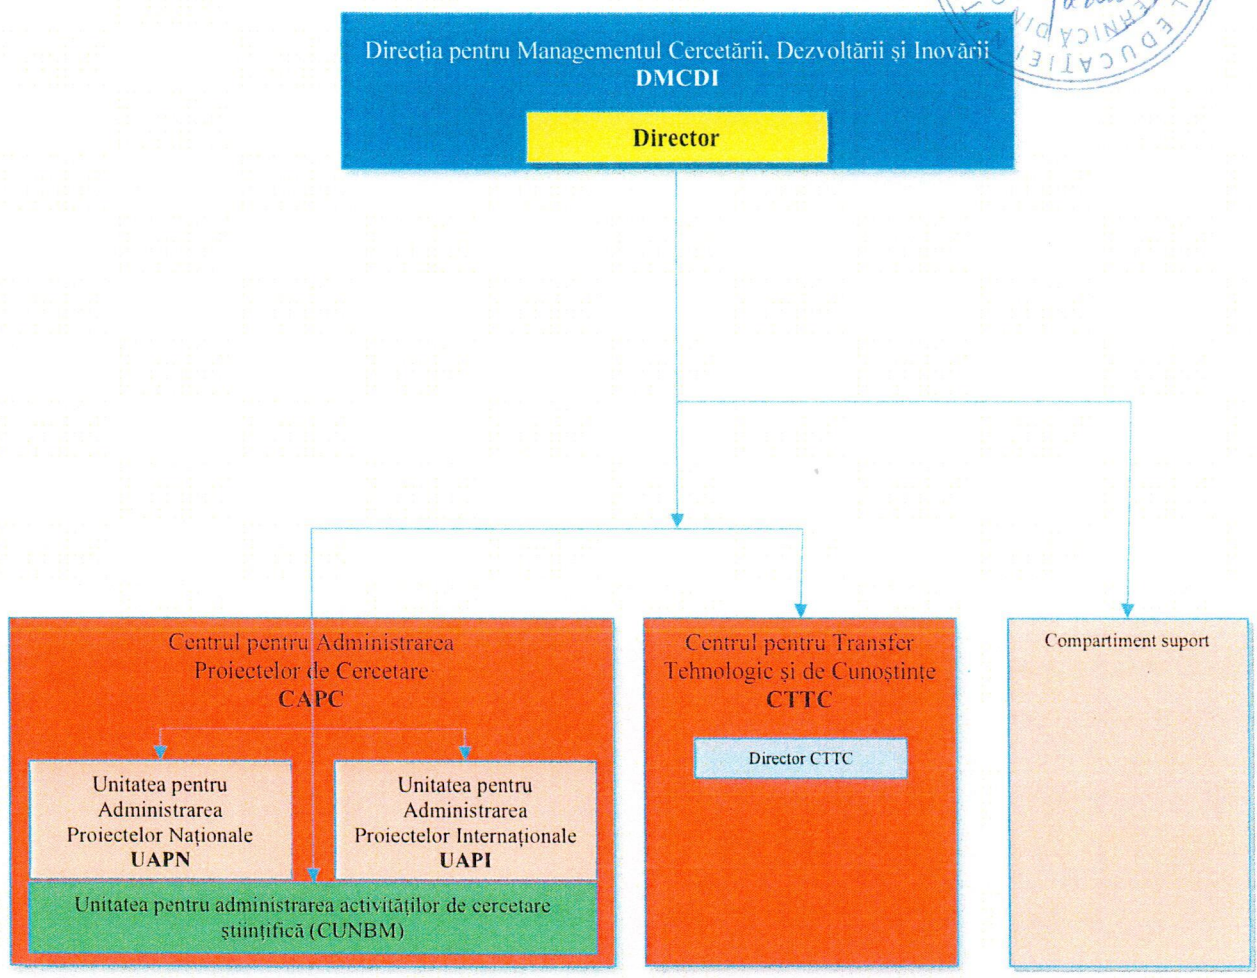 Direcția pentru Managementul Cercetării, Dezvoltării și Inovării
DMCDI
Director
Centrul pentru Administrarea
Proiectelor de Cercetare
CAPC
Unitatea pentru
Administrarea
Proiectelor Naționale
UAPN
Unitatea pentru
Administrarea
Proiectelor Internaționale
UAPI
Unitatea pentru administrarea activităților de cercetare
științifică (CUNBM)
Centrul pentru Transfer
Tehnologic și de Cunoștințe
CTTC
Director CTTC
Compartiment suport